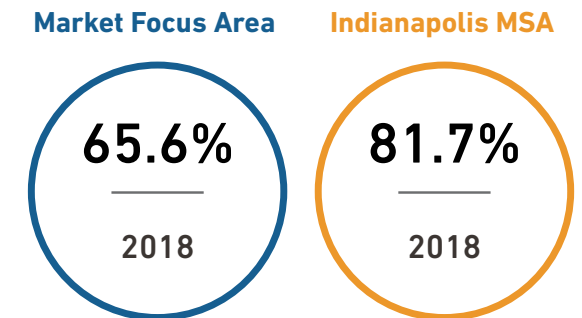 Market Focus Area
Indianapolis MSA
65.6%
2018
81.7%
2018